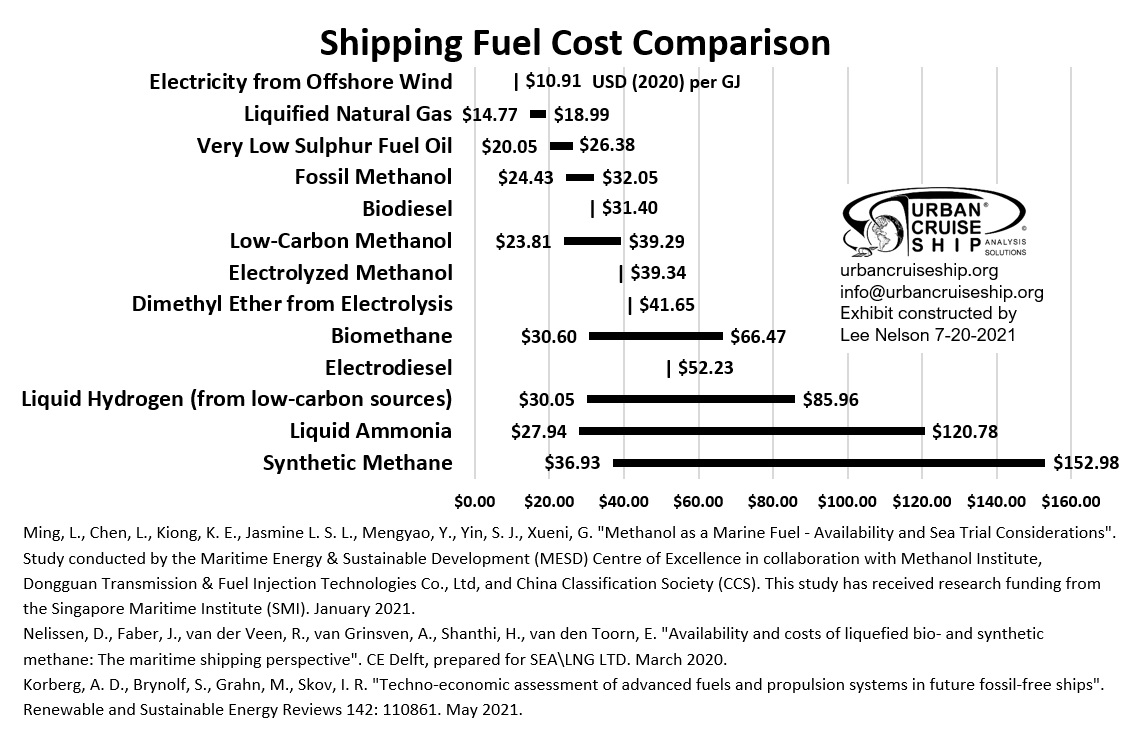 Shipping Fuel Cost Comparison
Electricity from Offshore Wind $10.91 USD (2020) per GJ
Liquified Natural Gas $14.77 $18.99
Very Low Sulphur Fuel Oil $20.05 $26.38
Fossil Methanol $24.43 $32.05
Biodiesel $31.40
Low-Carbon Methanol $23.81 $39.29
Electrolyzed Methanol $39.34
Dimethyl Ether from Electrolysis $41.65
Biomethane $30.60 $66.47
Electrodiesel $52.23
Liquid Hydrogen (from low-carbon sources) $30.05 $85.96
Liquid Ammonia $27.94 $120.78
Synthetic Methane $36.93 $152.98
$0.00 $20.00 $40.00 $60.00 $80.00 $100.00 $120.00 $140.00 $160.00
URBAN®
CRUISE ©
SHIP ANALYSIS
SOLUTIONS
urbancruiseship.org
info@urbancruiseship.org
Exhibit constructed by
Lee Nelson 7-20-2021
Ming, L., Chen, L., Kiong, K. E., Jasmine L. S. L., Mengyao, Y., Yin, S. J., Xueni, G. "Methanol as a Marine Fuel - Availability and Sea Trial Considerations".
Study conducted by the Maritime Energy & Sustainable Development (MESD) Centre of Excellence in collaboration with Methanol Institute,
Dongguan Transmission & Fuel Injection Technologies Co., Ltd, and China Classification Society (CCS). This study has received research funding from
the Singapore Maritime Institute (SMI). January 2021.
Nelissen, D., Faber, J., van der Veen, R., van Grinsven, A., Shanthi, H., van den Toorn, E. "Availability and costs of liquefied bio- and synthetic
methane: The maritime shipping perspective". CE Delft, prepared for SEA\LNG LTD. March 2020.
Korberg, A. D., Brynolf, S., Grahn, M., Skov, I. R. "Techno-economic assessment of advanced fuels and propulsion systems in future fossil-free ships".
Renewable and Sustainable Energy Reviews 142: 110861. May 2021.